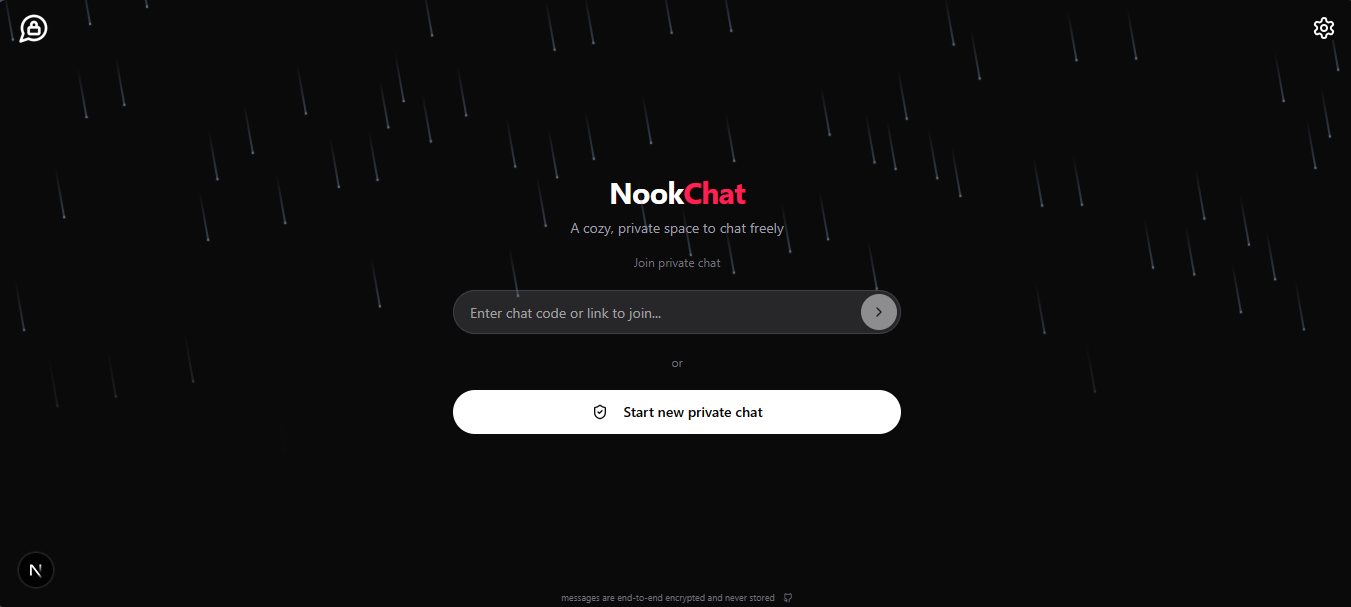 NookChat
A cozy, private space to chat freely
Join private chat
Enter chat code or link to join...
or
Start new private chat
N
messages are end-to-end encrypted and never stored